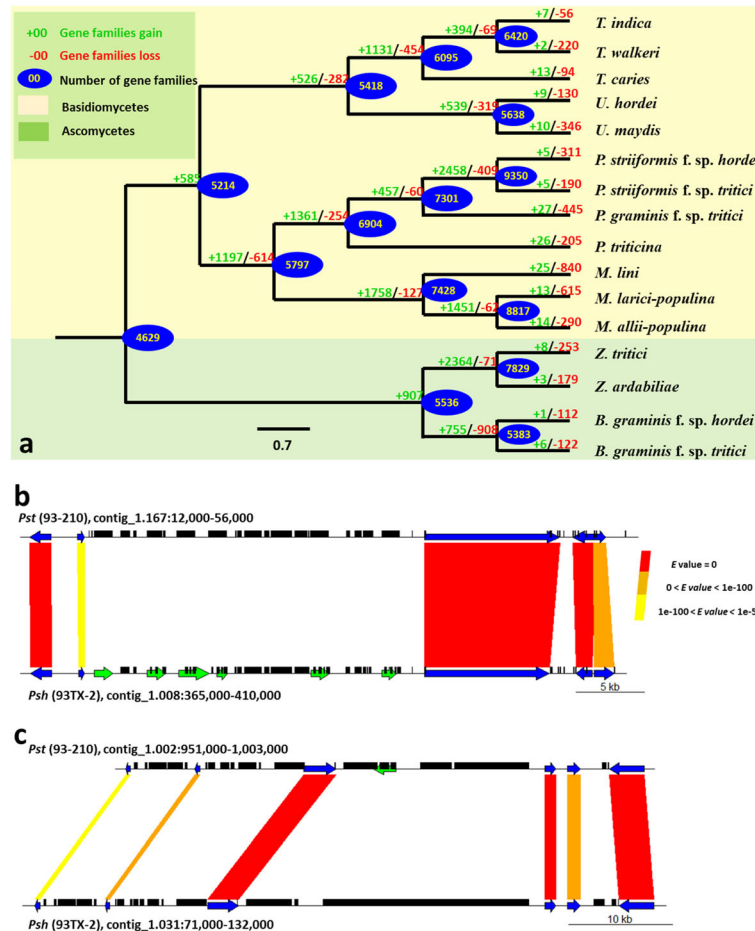 +00 Gene families gain
-00 Gene families loss
00 Number of gene families
Basidiomycetes
Ascomycetes
+7/-56
T. indica
+394/-69
6420
+2/-220
T. walkeri
+1131/-454
6095
+13/-94
T. caries
+526/-282
5418
+9/-130
U. hordei
+539/-319
5638
+10/-346
U. maydis
+585
5214
+5/-311
P. striiformis f. sp. hordei
+2458/-409
9350
+5/-190
P. striiformis f. sp. tritici
+457/-60
7301
+27/-445
P. graminis f. sp. tritici
+1361/-254
6904
+26/-205
P. triticina
+1197/-614
5797
+25/-840
M. lini
+1758/-127
7428
+13/-615
M. larici-populina
+1451/-62
8817
+14/-290
M. allii-populina
4629
+8/-253
Z. tritici
+2364/-71
7829
+3/-179
Z. ardabiliae
+907
5536
+1/-112
B. graminis f. sp. hordei
+755/-908
5383
+6/-122
B. graminis f. sp. tritici
0.7
a
b
Pst (93-210), contig_1.167:12,000-56,000
E value = 0
0 < E value < 1e-100
1e-100 < E value < 1e-5
Psh (93TX-2), contig_1.008:365,000-410,000
5 kb
c
Pst (93-210), contig_1.002:951,000-1,003,000
Psh (93TX-2), contig_1.031:71,000-132,000
10 kb